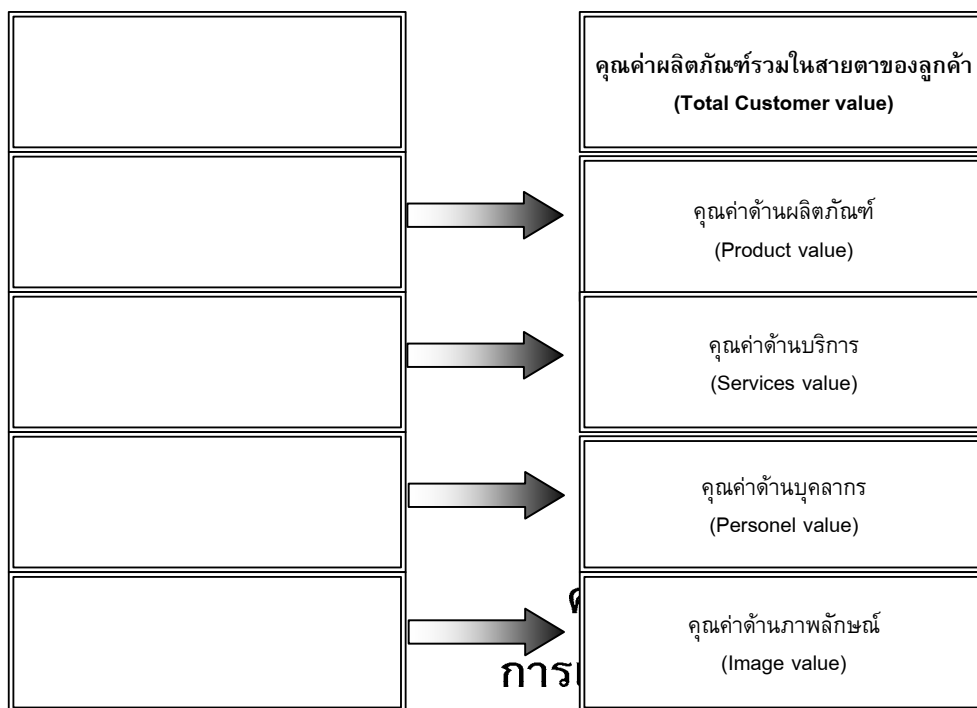 คุณค่าผลิตภัณฑ์รวมในสายตาของลูกค้า
(Total Customer value)
คุณค่าด้านผลิตภัณฑ์
(Product value)
คุณค่าด้านบริการ
(Services value)
คุณค่าด้านบุคลากร
(Personel value)
คุณค่าด้านภาพลักษณ์
(Image value)